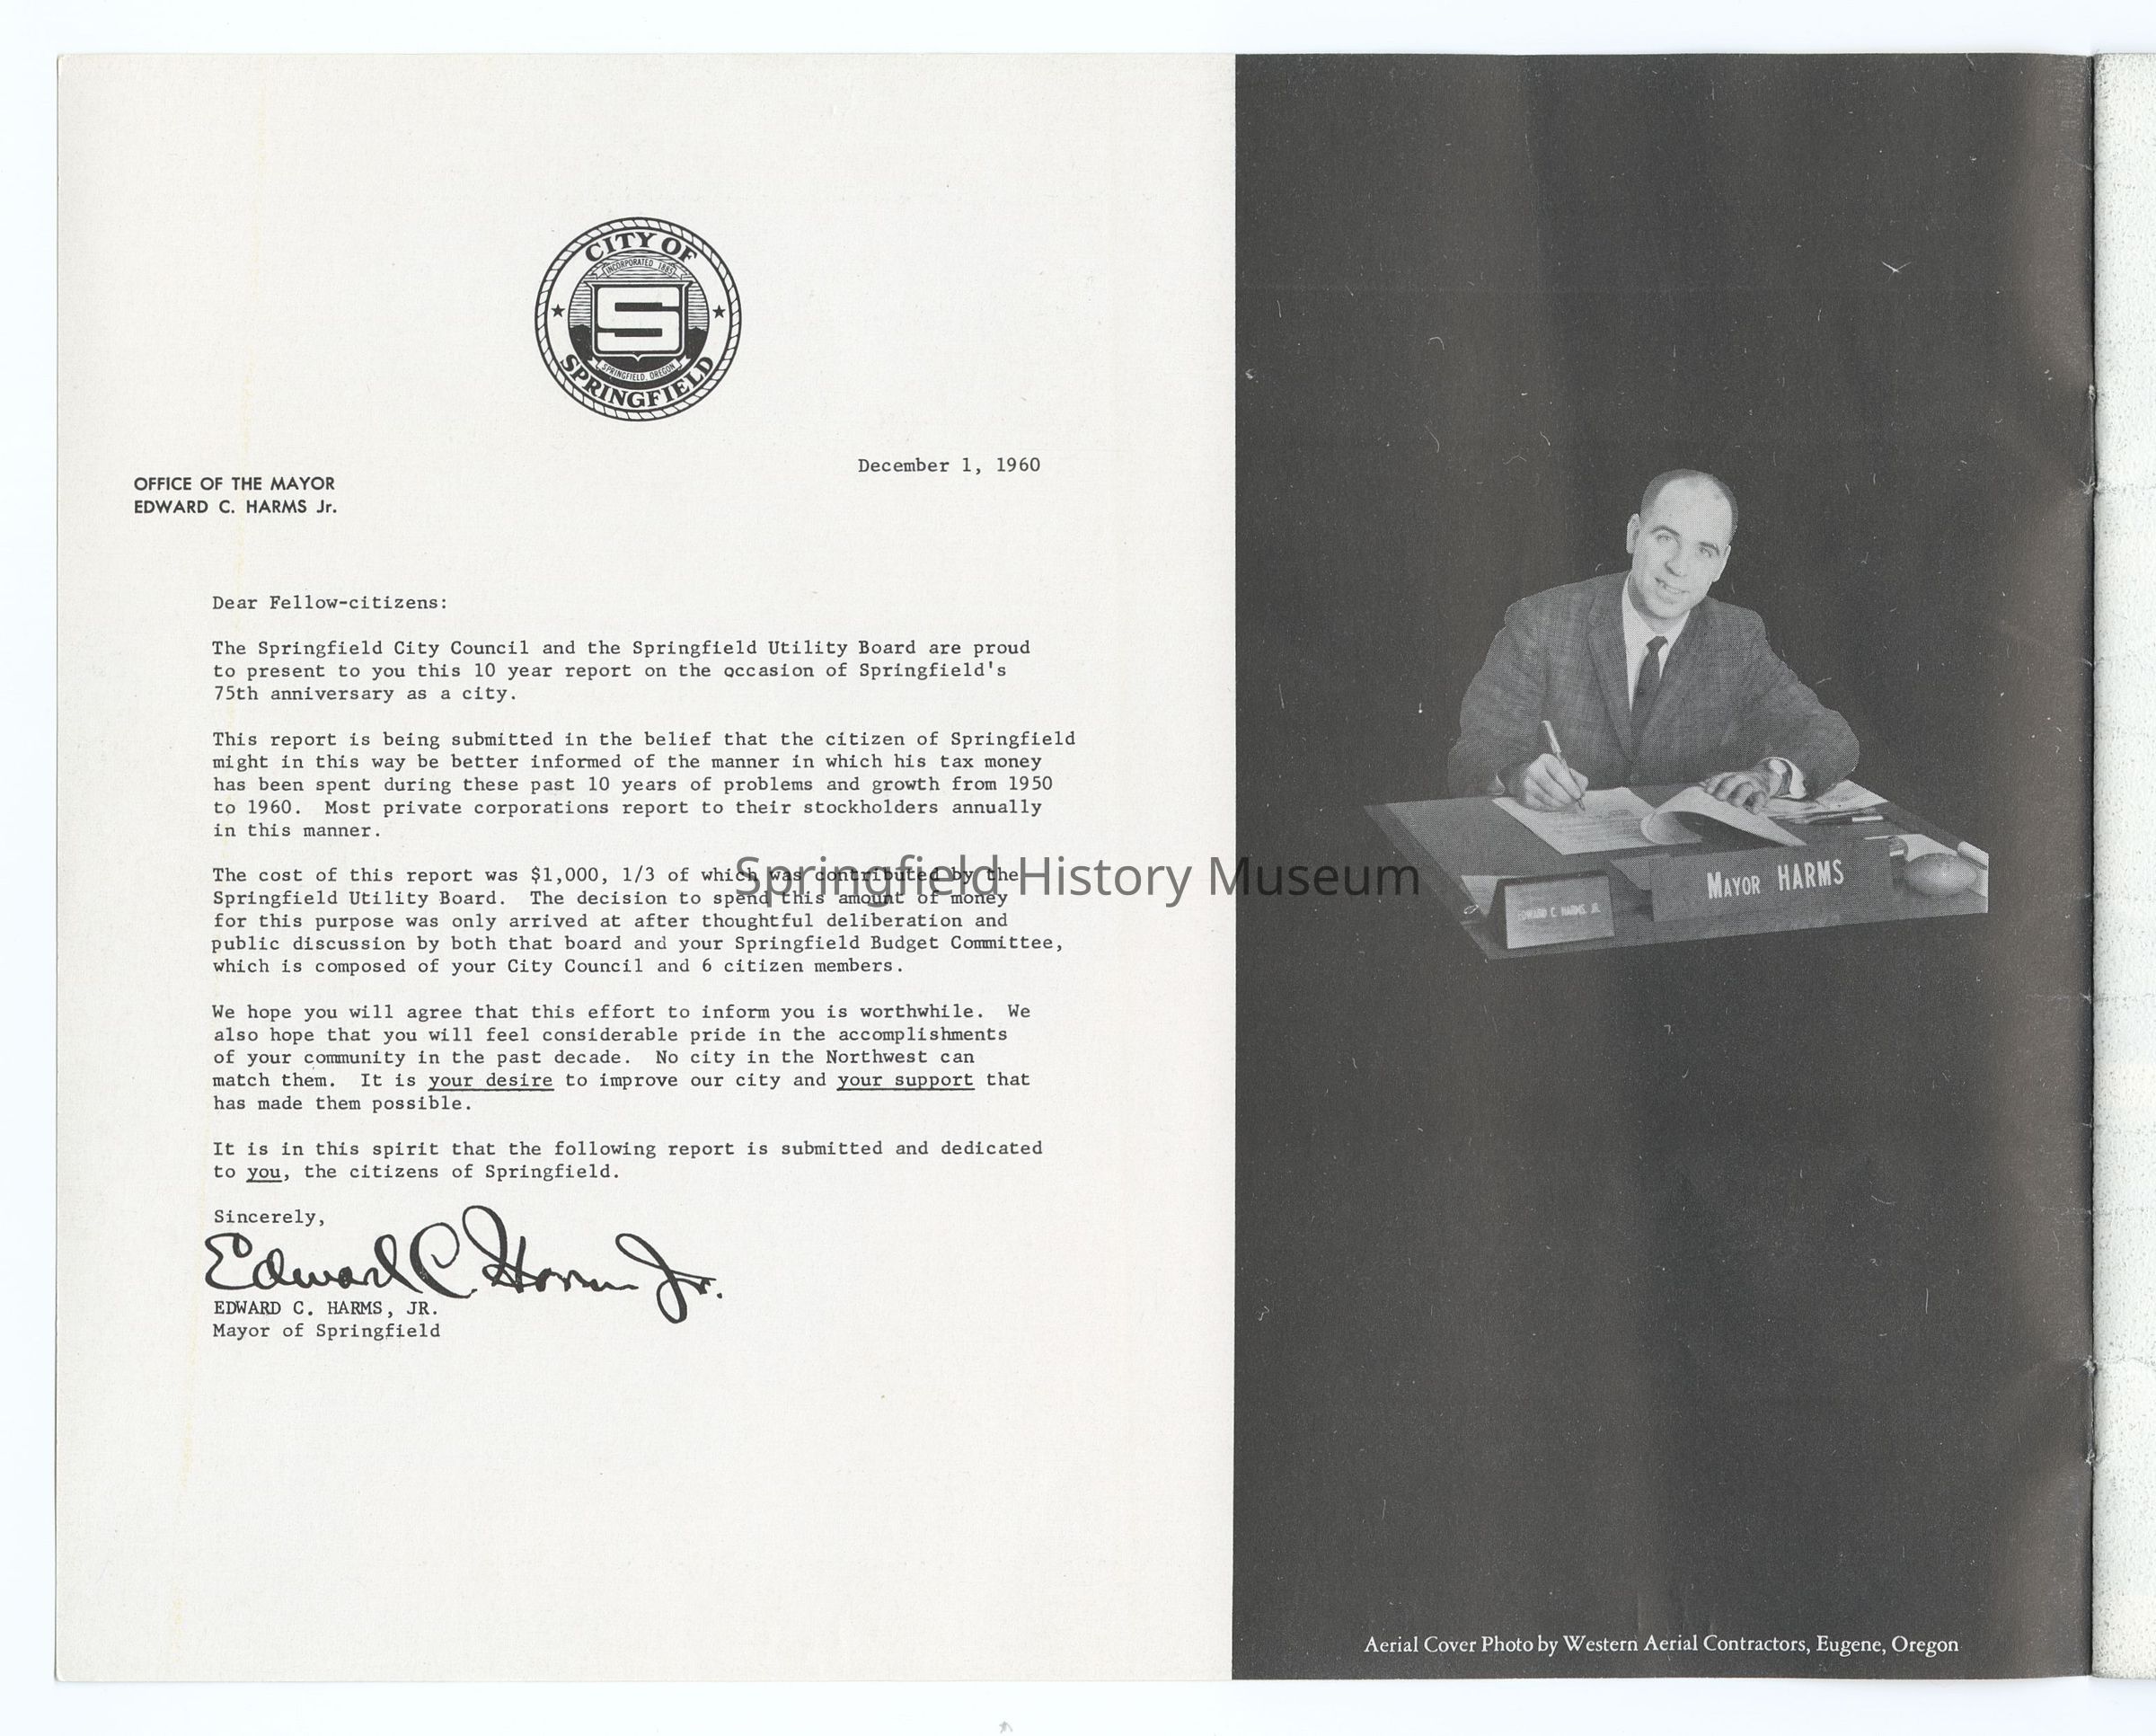 CITY OF
INCORPORATED 1885
S
SPRINGFIELD, OREGON
SPRINGFIELD
December 1, 1960
OFFICE OF THE MAYOR
EDWARD C. HARMS Jr.
Dear Fellow-citizens:
The Springfield City Council and the Springfield Utility Board are proud
to present to you this 10 year report on the occasion of Springfield's
75th anniversary as a city.
This report is being submitted in the belief that the citizen of Springfield
might in this way be better informed of the manner in which his tax money
has been spent during these past 10 years of problems and growth from 1950
to 1960.  Most private corporations report to their stockholders annually
in this manner.
The cost of this report was $1,000, 1/3 of which was contributed by the
Springfield Utility Board.  The decision to spend this amount of money
for this purpose was only arrived at after thoughtful deliberation and
public discussion by both that board and your Springfield Budget Committee,
which is composed of your City Council and 6 citizen members.
We hope you will agree that this effort to inform you is worthwhile.  We
also hope that you will feel considerable pride in the accomplishments
of your community in the past decade.  No city in the Northwest can
match them.  It is your desire to improve our city and your support that
has made them possible.
It is in this spirit that the following report is submitted and dedicated
to you, the citizens of Springfield.
Sincerely,
Edward C. Harms Jr.
EDWARD C. HARMS, JR.
Mayor of Springfield
Springfield History Museum
MAYOR HARMS
EDWARD C. HARMS, JR.
Aerial Cover Photo by Western Aerial Contractors, Eugene, Oregon